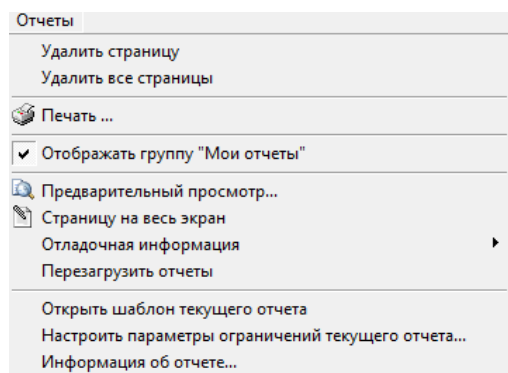 Отчеты
Удалить страницу
Удалить все страницы
Печать ...
Отображать группу "Мои отчеты"
Предварительный просмотр...
Страницу на весь экран
Отладочная информация
Перезагрузить отчеты
Открыть шаблон текущего отчета
Настроить параметры ограничений текущего отчета...
Информация об отчете...